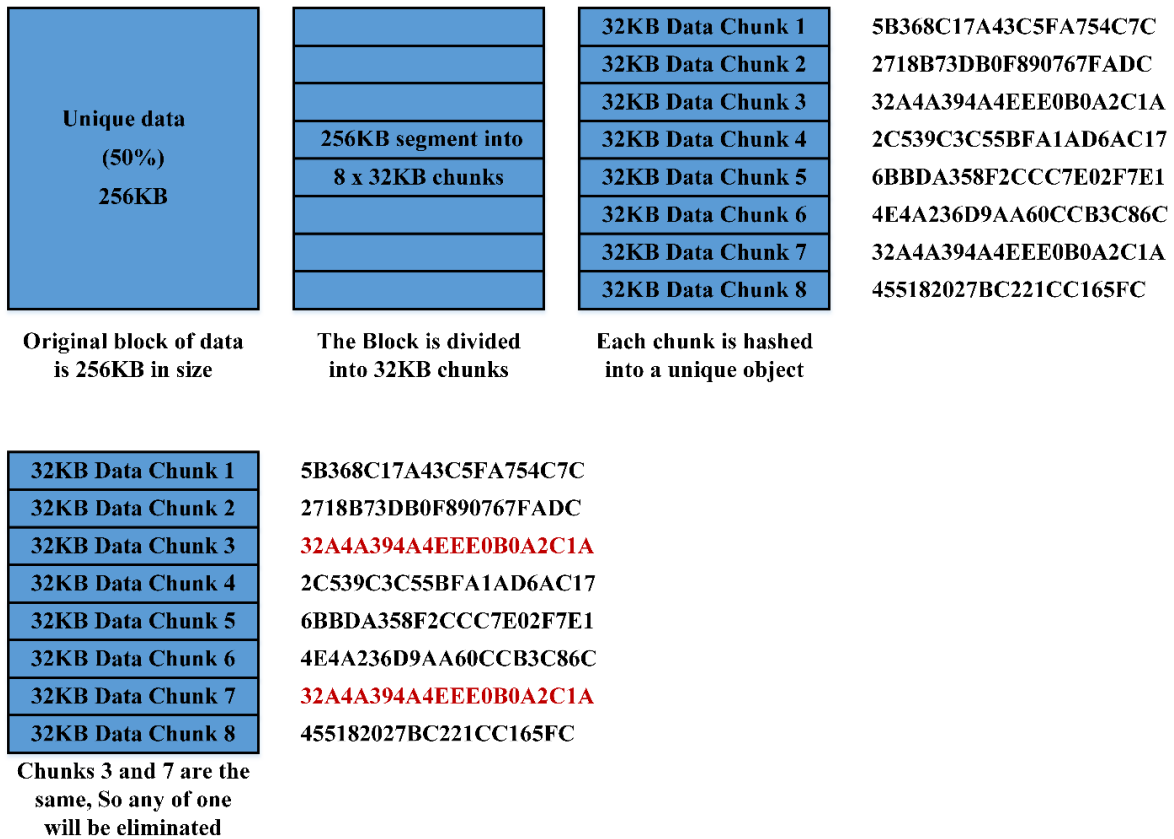 Unique data
(50%)
256KB
Original block of data
is 256KB in size
256KB segment into
8 x 32KB chunks
The Block is divided
into 32KB chunks
32KB Data Chunk 1 5B368C17A43C5FA754C7C
32KB Data Chunk 2 2718B73DB0F890767FADC
32KB Data Chunk 3 32A4A394A4EEE0B0A2C1A
32KB Data Chunk 4 2C539C3C55BFA1AD6AC17
32KB Data Chunk 5 6BBDA358F2CCC7E02F7E1
32KB Data Chunk 6 4E4A236D9AA60CCB3C86C
32KB Data Chunk 7 32A4A394A4EEE0B0A2C1A
32KB Data Chunk 8 455182027BC221CC165FC
Each chunk is hashed
into a unique object
32KB Data Chunk 1 5B368C17A43C5FA754C7C
32KB Data Chunk 2 2718B73DB0F890767FADC
32KB Data Chunk 3 32A4A394A4EEE0B0A2C1A
32KB Data Chunk 4 2C539C3C55BFA1AD6AC17
32KB Data Chunk 5 6BBDA358F2CCC7E02F7E1
32KB Data Chunk 6 4E4A236D9AA60CCB3C86C
32KB Data Chunk 7 32A4A394A4EEE0B0A2C1A
32KB Data Chunk 8 455182027BC221CC165FC
Chunks 3 and 7 are the
same, So any of one
will be eliminated